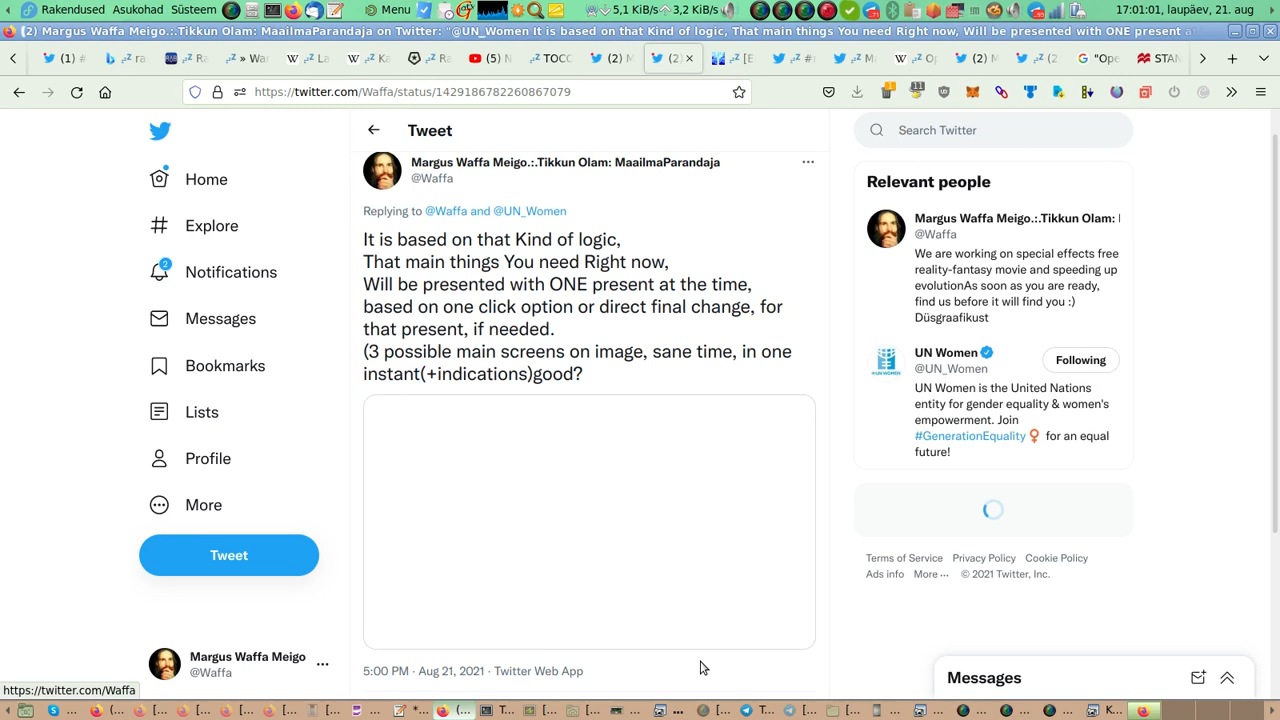 Rakendused Asukohad Süsteem
Menu
5,1 KiB/s
3,2 KiB/s
17:01:01, laupäev, 21. aug
(2) Margus Waffa Meigo.:.Tikkun Olam: MaailmaParandaja on Twitter: "@UN_Women It is based on that Kind of logic, That main things You need Right now, Will be presented with ONE present at
https://twitter.com/Waffa/status/1429186782260867079
Tweet
Search Twitter
Home
Explore
2
Notifications
Messages
Bookmarks
Lists
Profile
More
Tweet
Margus Waffa Meigo
@Waffa
https://twitter.com/Waffa
Margus Waffa Meigo.:.Tikkun Olam: MaailmaParandaja
@Waffa
Replying to @Waffa and @UN_Women
It is based on that Kind of logic,
That main things You need Right now,
Will be presented with ONE present at the time,
based on one click option or direct final change, for
that present, if needed.
(3 possible main screens on image, sane time, in one
instant(+indications)good?
5:00 PM · Aug 21, 2021 · Twitter Web App
Relevant people
Margus Waffa Meigo.:.Tikkun Olam:
@Waffa
We are working on special effects free
reality-fantasy movie and speeding up
evolutionAs soon as you are ready,
find us before it will find you :)
Düsgraafikust
UN Women
@UN_Women
Following
UN Women is the United Nations
entity for gender equality & women's
empowerment. Join
#GenerationEquality for an equal
future!
Terms of Service Privacy Policy Cookie Policy
Ads info More ··· © 2021 Twitter, Inc.
Messages